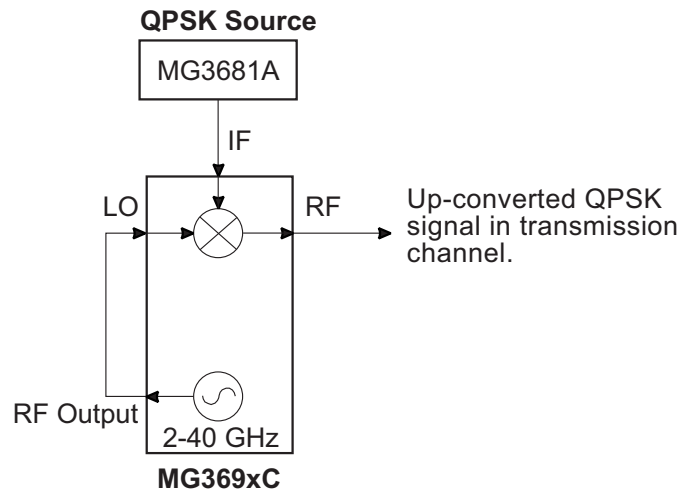 QPSK Source
MG3681A
IF
LO
RF
Up-converted QPSK
signal in transmission
channel.
RF Output
2-40 GHz
MG369xC